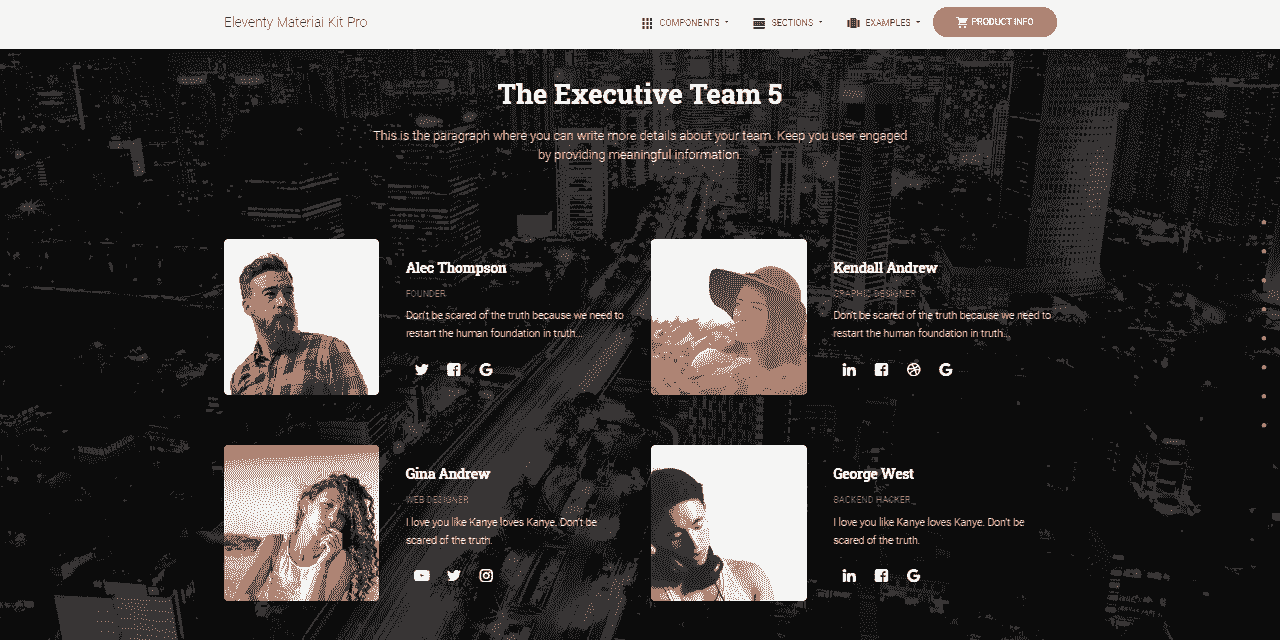 Eleventy Material Kit Pro
COMPONENTS
SECTIONS
EXAMPLES
PRODUCT INFO
The Executive Team 5
This is the paragraph where you can write more details about your team. Keep you user engaged
by providing meaningful information.
Alec Thompson
FOUNDER
Don't be scared of the truth because we need to
restart the human foundation in truth...
Kendall Andrew
GRAPHIC DESIGNER
Don't be scared of the truth because we need to
restart the human foundation in truth...
Gina Andrew
WEB DESIGNER
I love you like Kanye loves Kanye. Don't be
scared of the truth.
George West
BACKEND HACKER
I love you like Kanye loves Kanye. Don't be
scared of the truth.